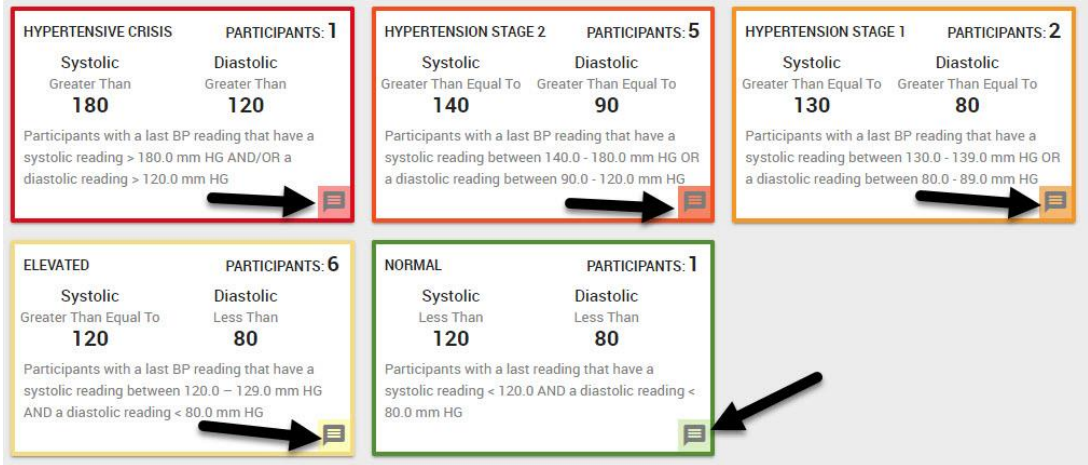 HYPERTENSIVE CRISIS PARTICIPANTS: 1
Systolic Diastolic
Greater Than Greater Than
180 120
Participants with a last BP reading that have a
systolic reading > 180.0 mm HG AND/OR a
diastolic reading > 120.0 mm HG
HYPERTENSION STAGE 2 PARTICIPANTS: 5
Systolic Diastolic
Greater Than Equal To Greater Than Equal To
140 90
Participants with a last BP reading that have a
systolic reading between 140.0 - 180.0 mm HG OR
a diastolic reading between 90.0 - 120.0 mm HG
HYPERTENSION STAGE 1 PARTICIPANTS: 2
Systolic Diastolic
Greater Than Equal To Greater Than Equal To
130 80
Participants with a last BP reading that have a
systolic reading between 130.0 - 139.0 mm HG OR
a diastolic reading between 80.0 - 89.0 mm HG
ELEVATED PARTICIPANTS: 6
Systolic Diastolic
Greater Than Equal To Less Than
120 80
Participants with a last BP reading that have a
systolic reading between 120.0 – 129.0 mm HG
AND a diastolic reading < 80.0 mm HG
NORMAL PARTICIPANTS: 1
Systolic Diastolic
Less Than Less Than
120 80
Participants with a last reading that have a
systolic reading < 120.0 AND a diastolic reading <
80.0 mm HG